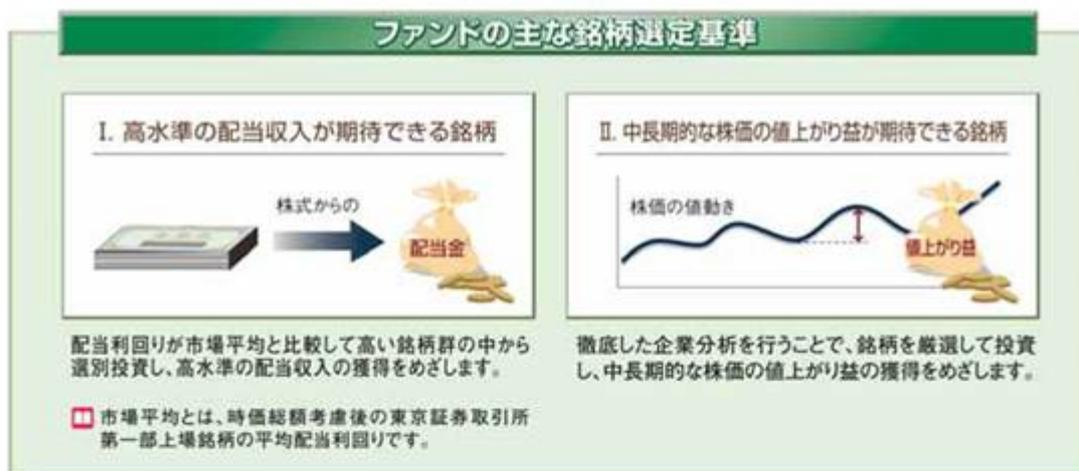 ファンドの主な銘柄選定基準
I. 高水準の配当収入が期待できる銘柄
株式からの
配当金
配当利回りが市場平均と比較して高い銘柄群の中から
選別投資し、高水準の配当収入の獲得をめざします。
市場平均とは、時価総額考慮後の東京証券取引所
第一部上場銘柄の平均配当利回りです。
II. 中長期的な株価の値上がり益が期待できる銘柄
株価の値動き
値上がり益
徹底した企業分析を行うことで、銘柄を厳選して投資
し、中長期的な株価の値上がり益の獲得をめざします。